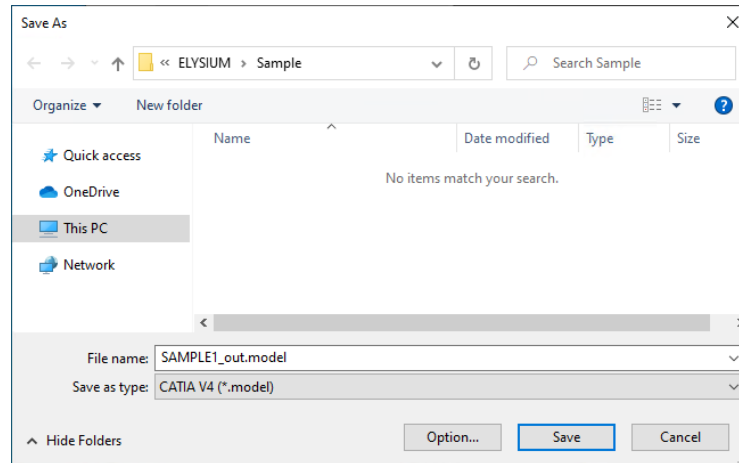 Save As
« ELYSIUM > Sample
Search Sample
Organize
New folder
Name
Date modified
Type
Size
Quick access
No items match your search.
OneDrive
This PC
Network
File name: SAMPLE1_out.model
Save as type: CATIA V4 (*.model)
Hide Folders
Option...
Save
Cancel